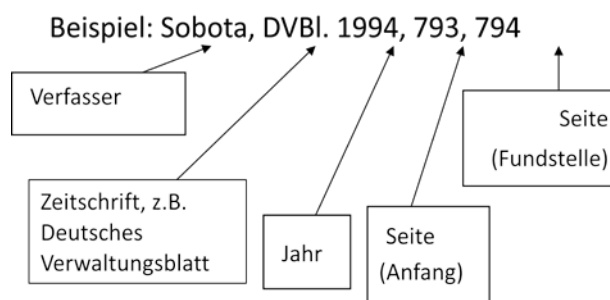 Beispiel: Sobota, DVBl. 1994, 793, 794
Verfasser
Seite
(Fundstelle)
Zeitschrift, z.B.
Deutsches
Verwaltungsblatt
Jahr
Seite
(Anfang)